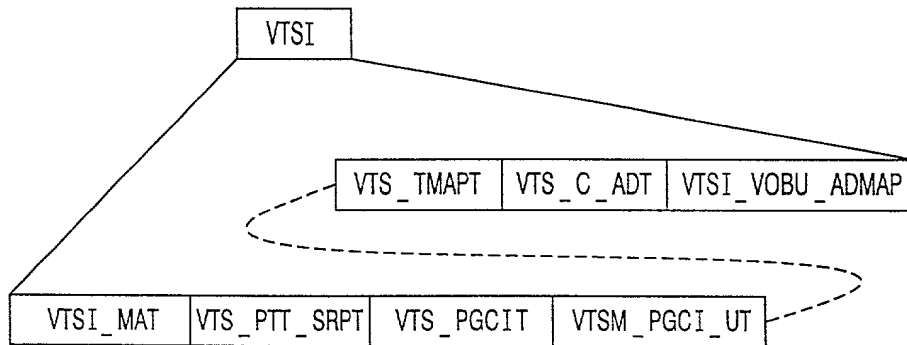 VTSI
VTS_TMAPT VTS_C_ADT VTSI_VOBU_ADMAP
VTSI_MAT VTS_PTT_SRPT VTS_PGCIT VTSM_PGCI_UT